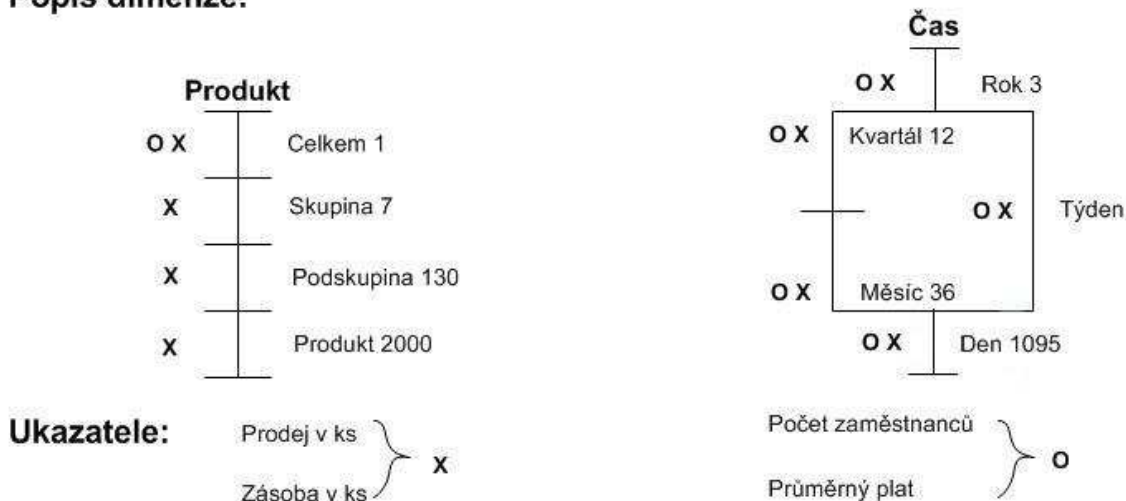 Popis dimenze:
Čas
O X Rok 3
Produkt
O X Celkem 1
O X Kvartál 12
X Skupina 7
O X Týden
X Podskupina 130
O X Měsíc 36
X Produkt 2000
O X Den 1095
Ukazatele:
Prodej v ks
Zásoba v ks
X
Počet zaměstnanců
Průměrný plat
O